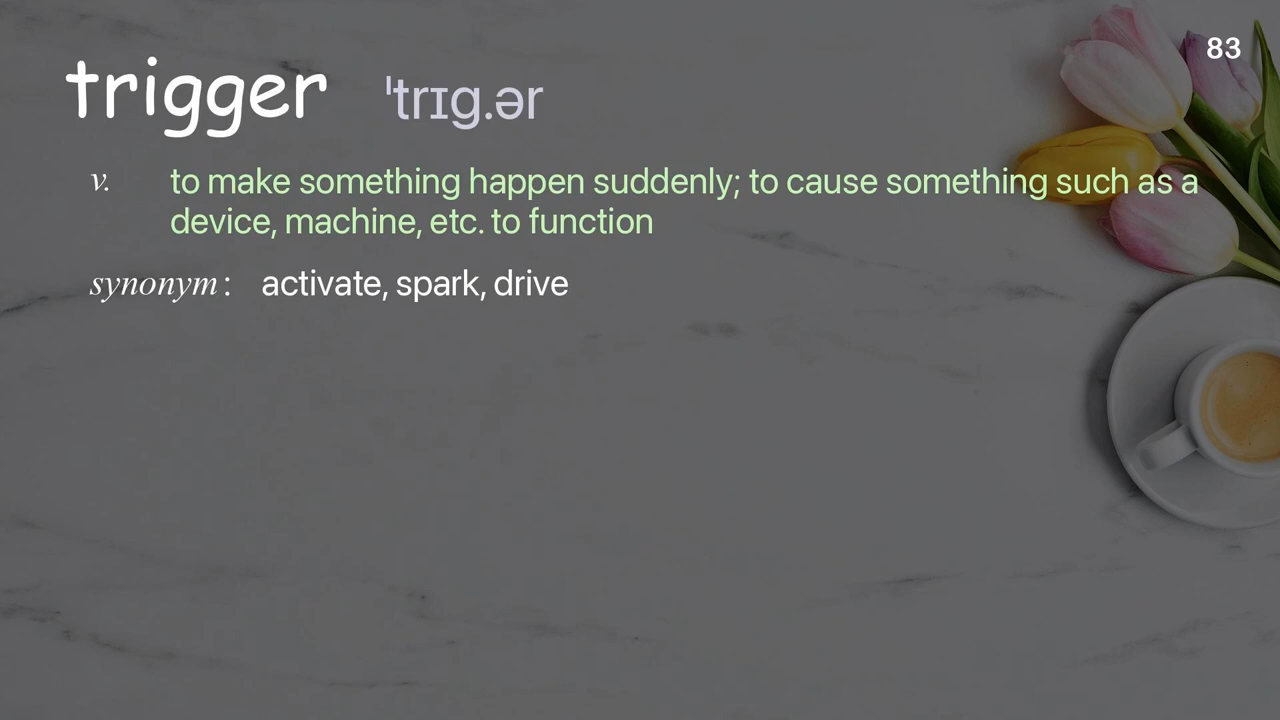 83
trigger ˈtrɪg.ər
v. to make something happen suddenly; to cause something such as a
device, machine, etc. to function
synonym: activate, spark, drive